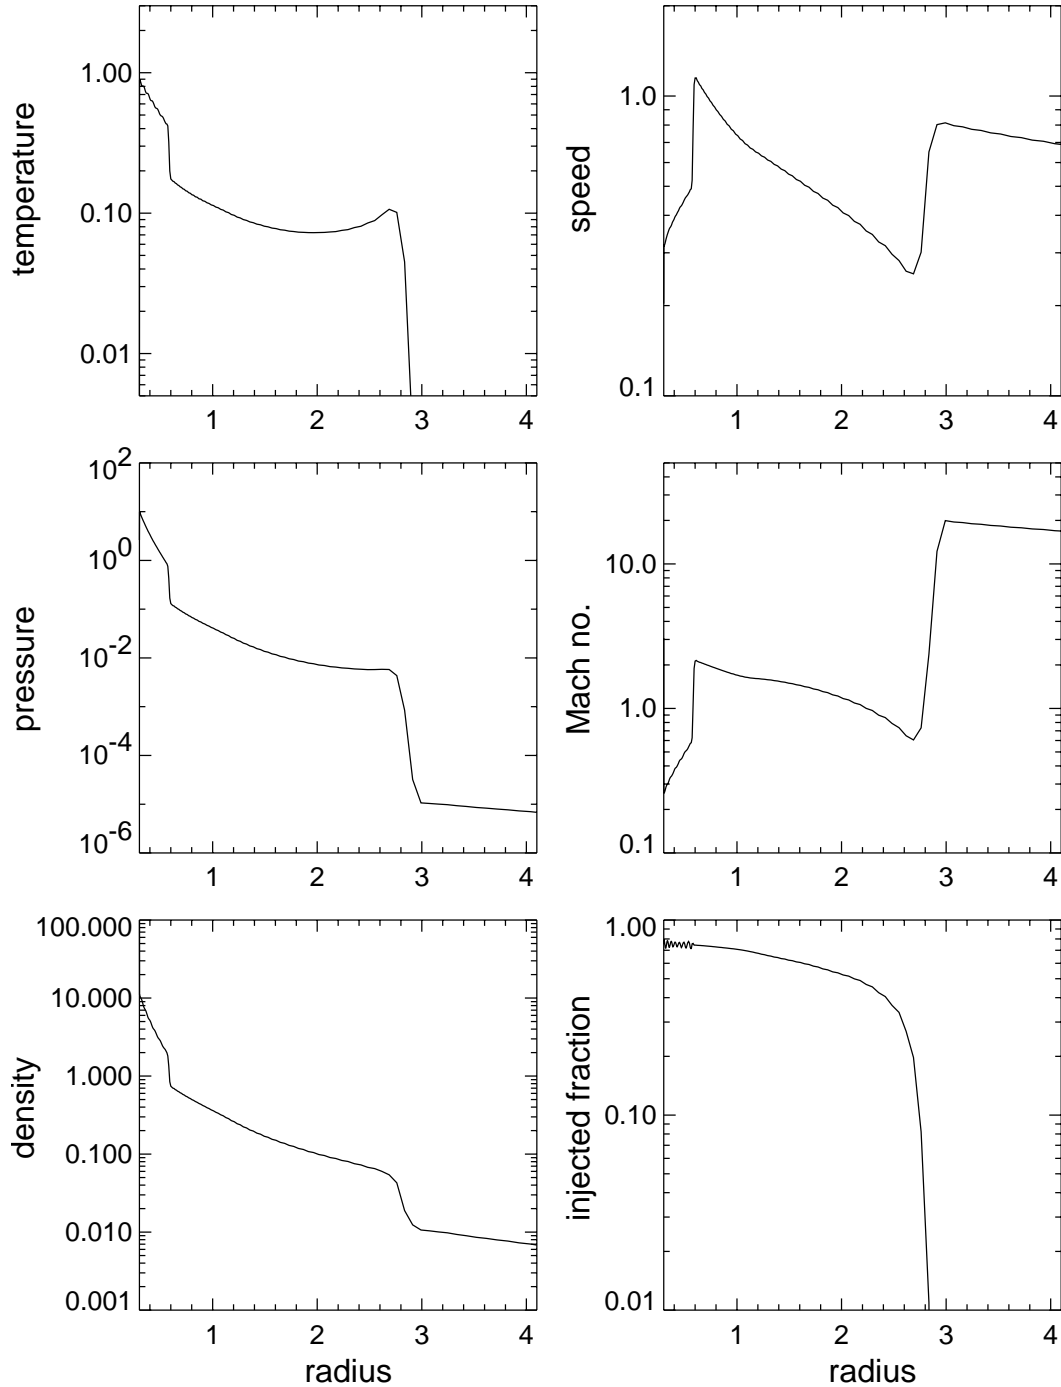 temperature
1.00
0.10
0.01
1 2 3 4
speed
1.0
0.1
1 2 3 4
pressure
10^2
10^0
10^-2
10^-4
10^-6
1 2 3 4
Mach no.
10.0
1.0
0.1
1 2 3 4
density
100.000
10.000
1.000
0.100
0.010
0.001
1 2 3 4
radius
injected fraction
1.00
0.10
0.01
1 2 3 4
radius